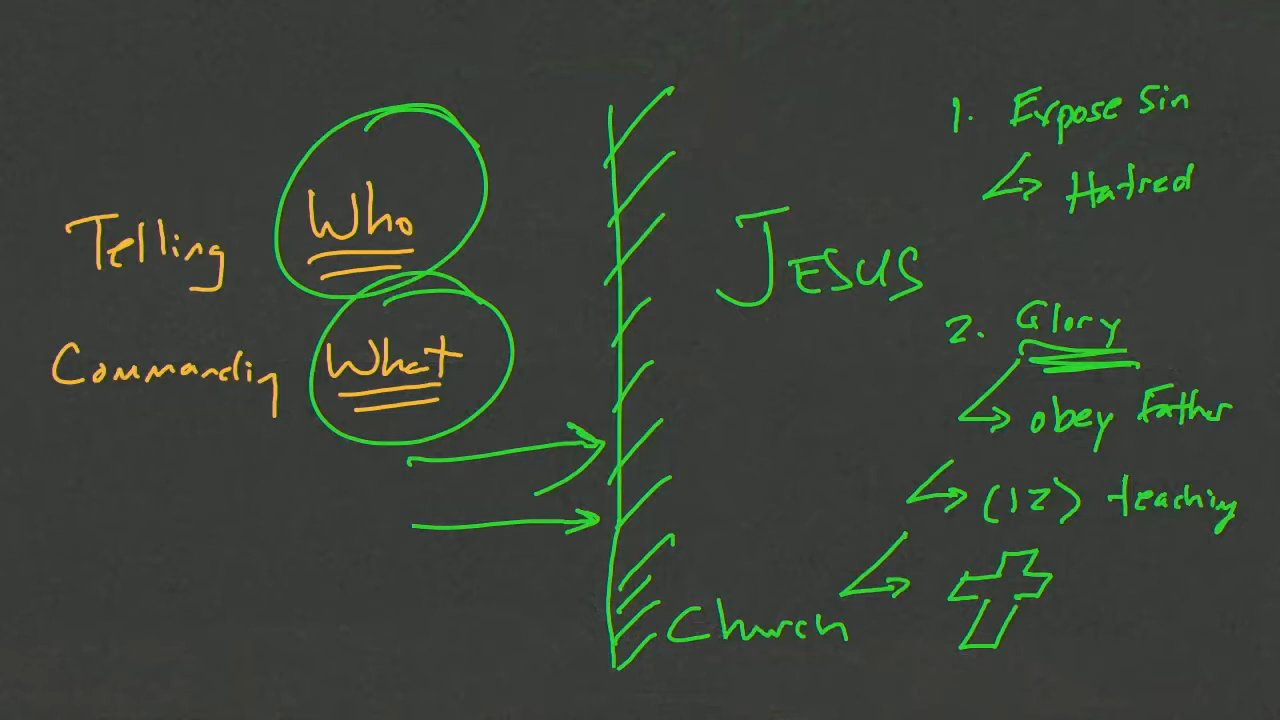 Telling Who
Commanding What
JESUS
Church
1. Expose Sin
Hatred
2. Glory
obey Father
(12) teaching